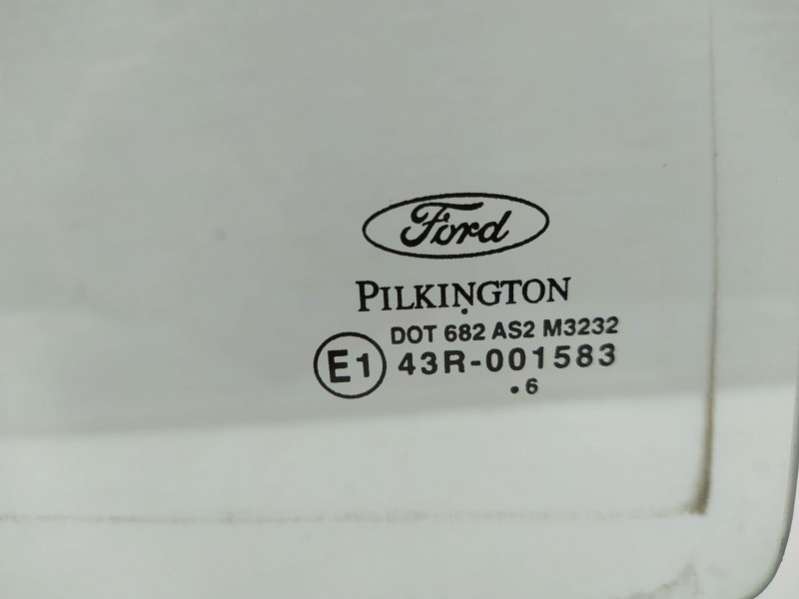 Ford
PILKINGTON
DOT 682 AS2 M3232
E1 43R-001583
.6